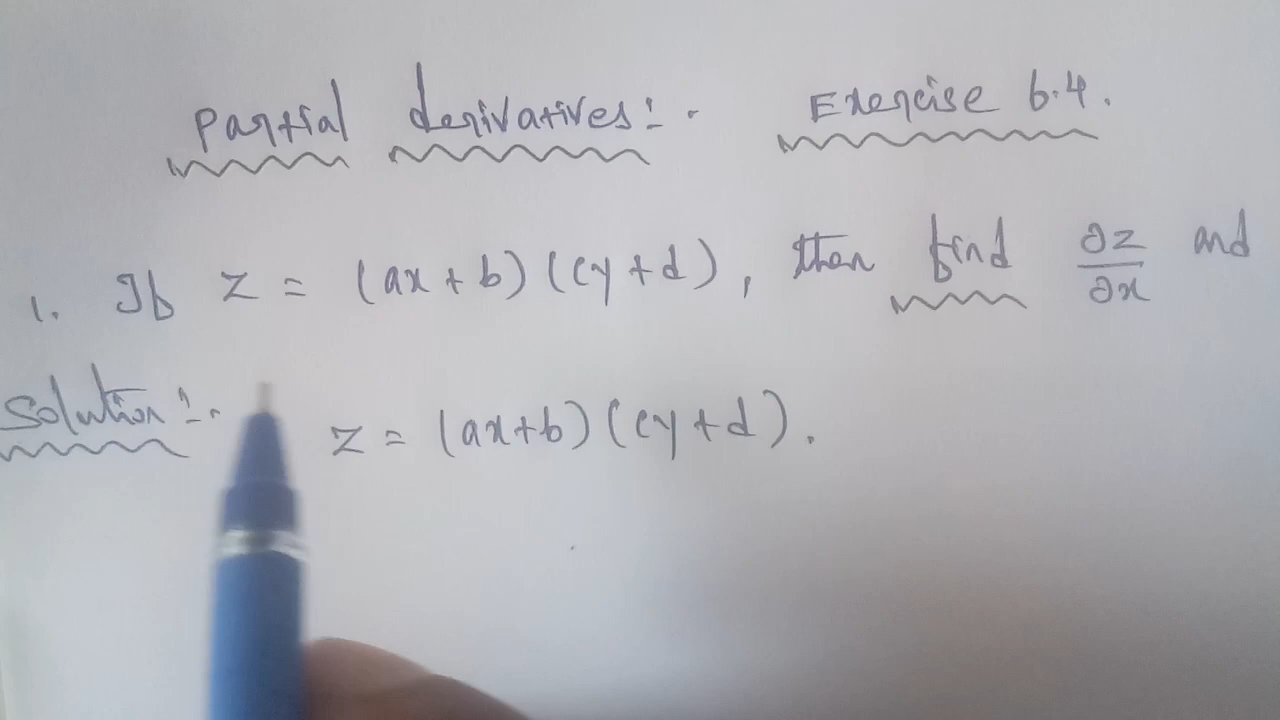 Partial derivatives:- Exercise 6.4.
1. If z = (ax+b)(cy+d), then find ∂z/∂x and
Solution:- z = (ax+b)(cy+d).